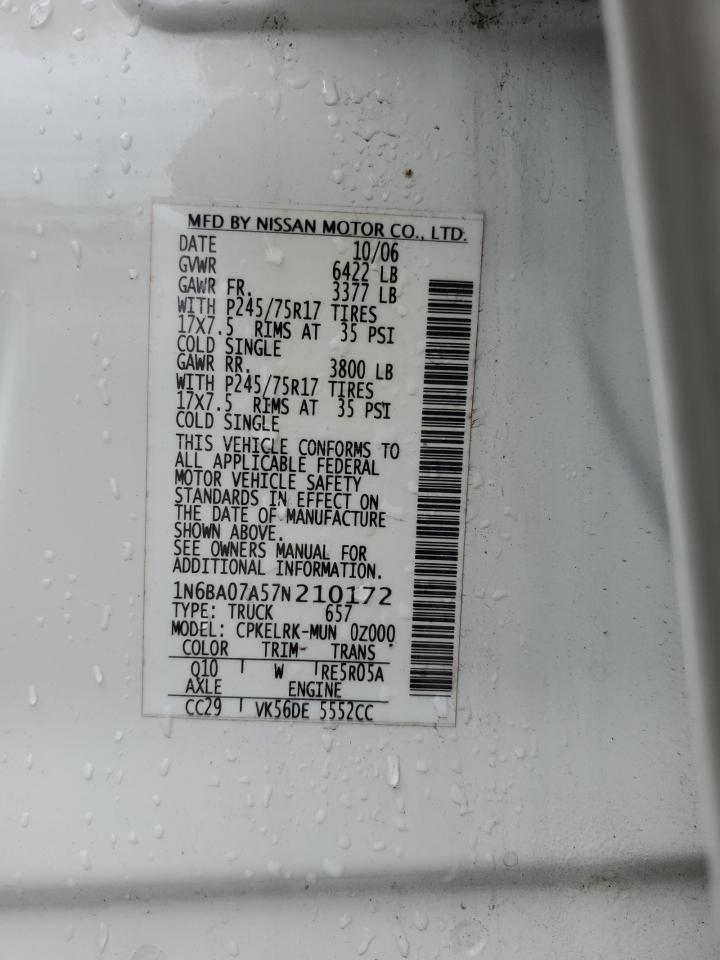 MFD BY NISSAN MOTOR CO., LTD.
DATE 10/06
GVWR 6422 LB
GAWR FR. 3377 LB
WITH P245/75R17 TIRES
17X7.5 RIMS AT 35 PSI
COLD SINGLE
GAWR RR. 3800 LB
WITH P245/75R17 TIRES
17X7.5 RIMS AT 35 PSI
COLD SINGLE
THIS VEHICLE CONFORMS TO
ALL APPLICABLE FEDERAL
MOTOR VEHICLE SAFETY
STANDARDS IN EFFECT ON
THE DATE OF MANUFACTURE
SHOWN ABOVE.
SEE OWNERS MANUAL FOR
ADDITIONAL INFORMATION.
1N6BA07A57N210172
TYPE: TRUCK 657
MODEL: CPKELRK-MUN 0Z000
COLOR TRIM TRANS
Q10 W RE5R05A
AXLE ENGINE
CC29 VK56DE 5552CC